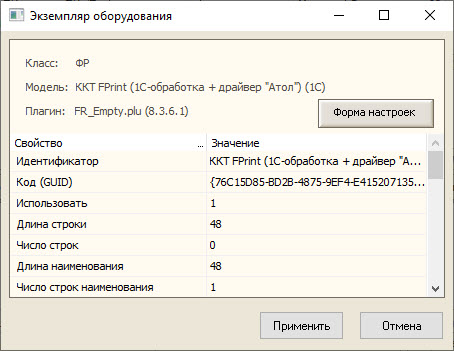 Экземпляр оборудования
Класс: ФР
Модель: ККТ FPrint (1С-обработка + драйвер "Атол") (1С)
Плагин: FR_Empty.plu (8.3.6.1)
Форма настроек
Свойство ... Значение
Идентификатор ККТ FPrint (1С-обработка + драйвер "А...
Код (GUID) {76C15D85-BD2B-4875-9EF4-E415207135...
Использовать 1
Длина строки 48
Число строк 0
Длина наименования 48
Число строк наименования 1
Применить Отмена